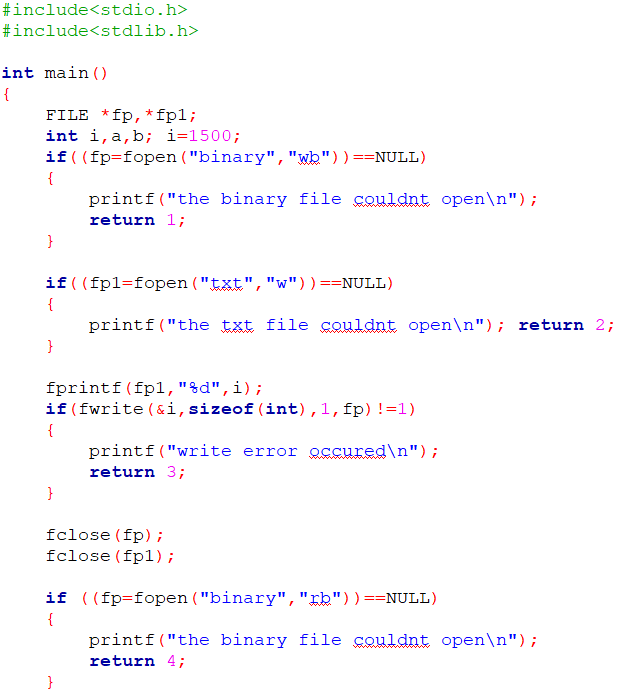 #include<stdio.h>
#include<stdlib.h>
int main()
{
FILE *fp,*fp1;
int i,a,b; i=1500;
if((fp=fopen("binary","wb"))==NULL)
{
printf("the binary file couldnt open\n");
return 1;
}
if((fp1=fopen("txt","w"))==NULL)
{
printf("the txt file couldnt open\n"); return 2;
}
fprintf(fp1,"%d",i);
if(fwrite(&i,sizeof(int),1,fp)!=1)
{
printf("write error occured\n");
return 3;
}
fclose(fp);
fclose(fp1);
if ((fp=fopen("binary","rb"))==NULL)
{
printf("the binary file couldnt open\n");
return 4;
}